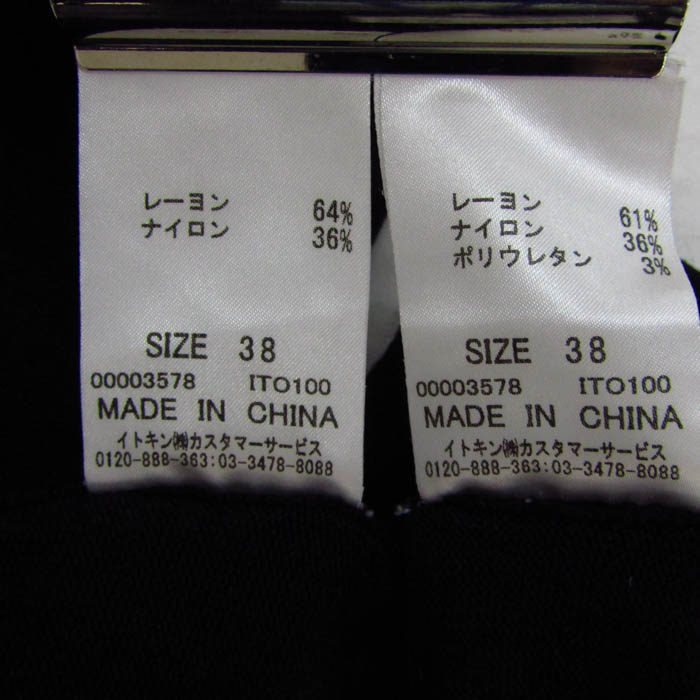 レーヨン 64%
ナイロン 36%
SIZE 38
00003578 ITO100
MADE IN CHINA
イトキン㈱カスタマーサービス
0120-888-363:03-3478-8088
レーヨン 61%
ナイロン 36%
ポリウレタン 3%
SIZE 38
00003578 ITO100
MADE IN CHINA
イトキン㈱カスタマーサービス
0120-888-363:03-3478-8088